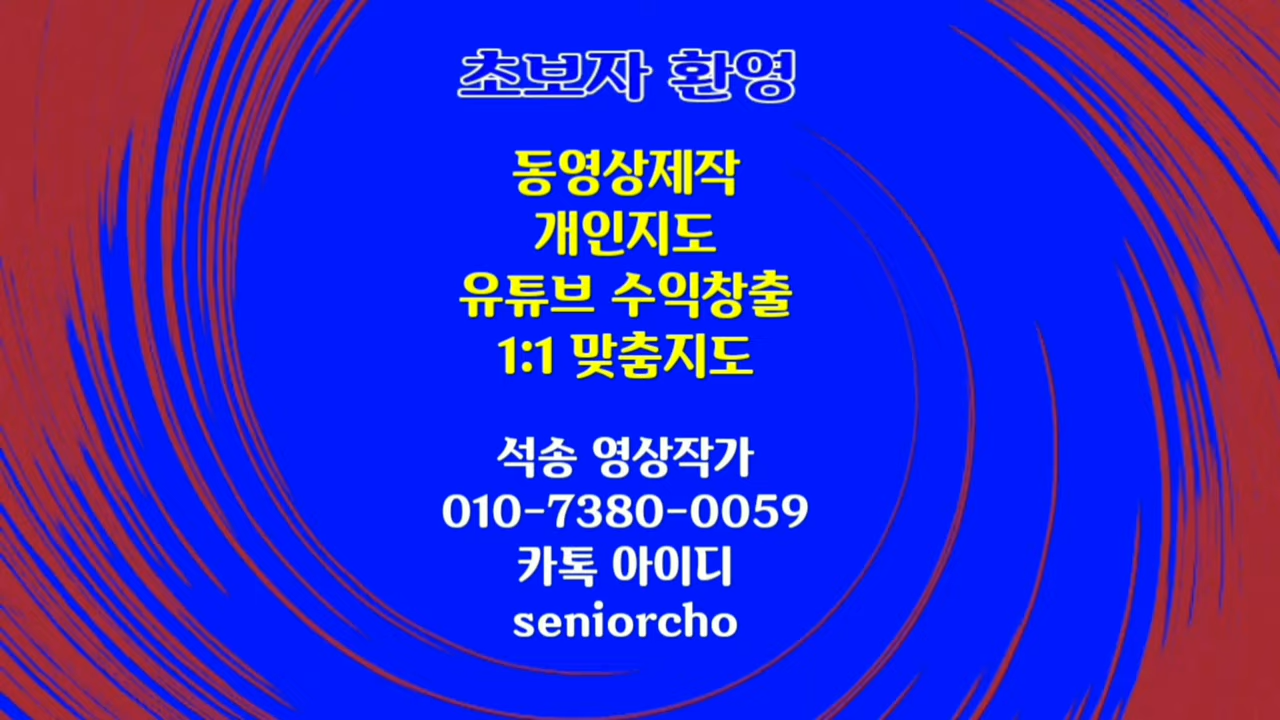 초보자 환영
동영상제작
개인지도
유튜브 수익창출
1:1 맞춤지도
석송 영상작가
010-7380-0059
카톡 아이디
seniorcho